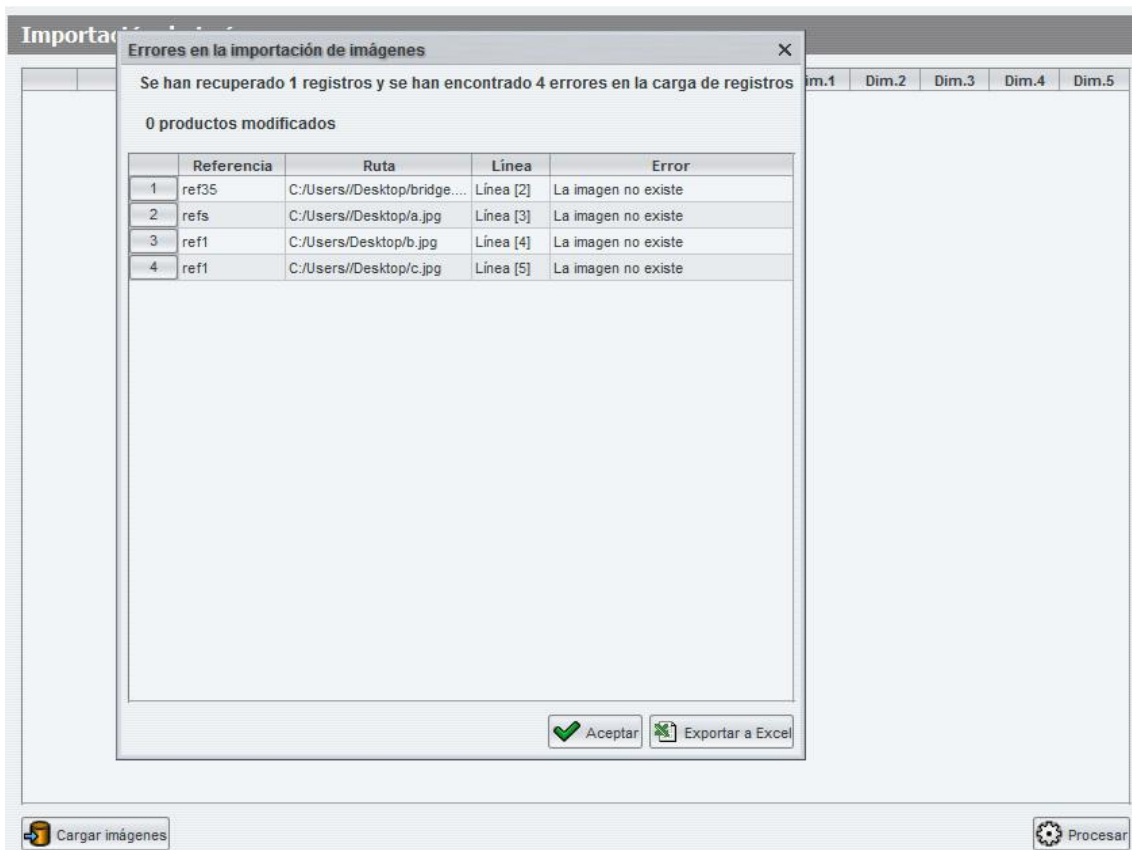 Importac
Errores en la importación de imágenes
Se han recuperado 1 registros y se han encontrado 4 errores en la carga de registros
im.1 Dim.2 Dim.3 Dim.4 Dim.5
0 productos modificados
Referencia Ruta Línea Error
1 ref35 C:/Users//Desktop/bridge.... Línea [2] La imagen no existe
2 refs C:/Users//Desktop/a.jpg Línea [3] La imagen no existe
3 ref1 C:/Users/Desktop/b.jpg Línea [4] La imagen no existe
4 ref1 C:/Users//Desktop/c.jpg Línea [5] La imagen no existe
Aceptar Exportar a Excel
Cargar imágenes Procesar